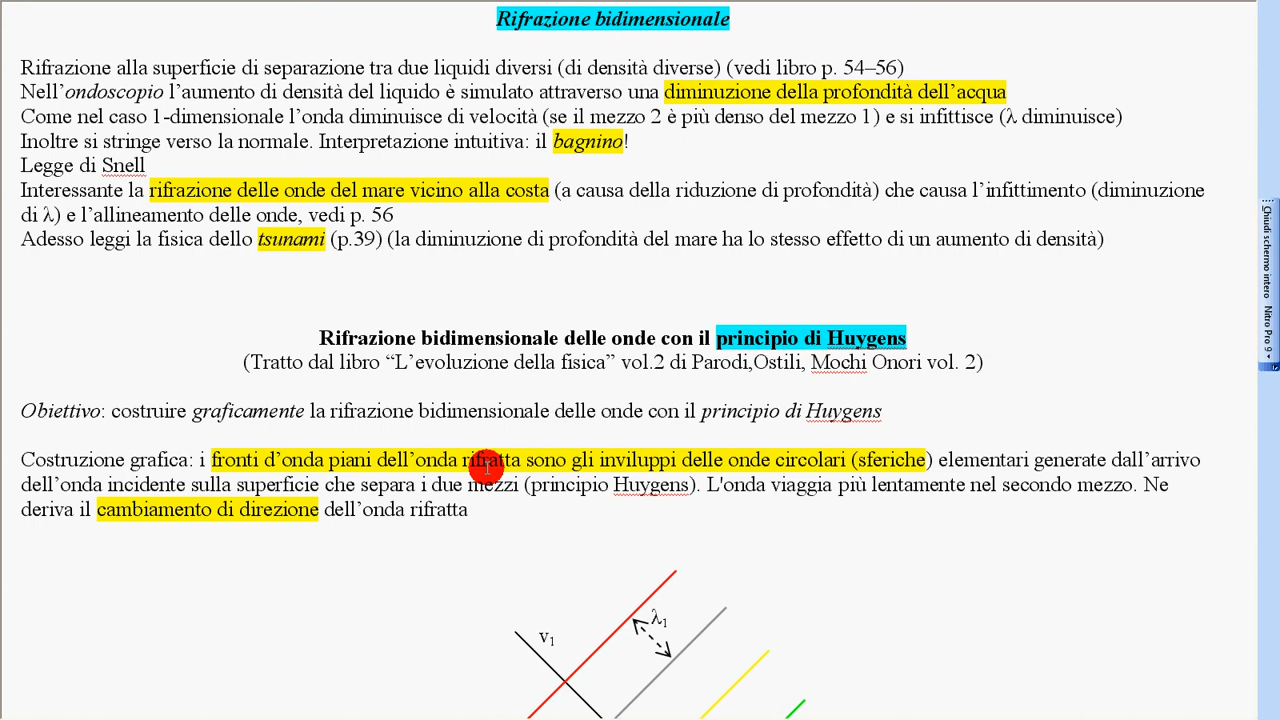 Rifrazione bidimensionale
Rifrazione alla superficie di separazione tra due liquidi diversi (di densità diverse) (vedi libro p. 54–56)
Nell’ondoscopio l’aumento di densità del liquido è simulato attraverso una diminuzione della profondità dell’acqua
Come nel caso 1-dimensiónale l’onda diminuisce di velocità (se il mezzo 2 è più denso del mezzo 1) e si infittisce (λ diminuisce)
Inoltre si stringe verso la normale. Interpretazione intuitiva: il bagnino!
Legge di Snell
Interessante la rifrazione delle onde del mare vicino alla costa (a causa della riduzione di profondità) che causa l’infittimento (diminuzione
di λ) e l’allineamento delle onde, vedi p. 56
Adesso leggi la fisica dello tsunami (p.39) (la diminuzione di profondità del mare ha lo stesso effetto di un aumento di densità)
Rifrazione bidimensionale delle onde con il principio di Huygens
(Tratto dal libro “L’evoluzione della fisica” vol.2 di Parodi,Ostili, Mochi Onori vol. 2)
Obiettivo: costruire graficamente la rifrazione bidimensionale delle onde con il principio di Huygens
Costruzione grafica: i fronti d’onda piani dell’onda rifratta sono gli inviluppi delle onde circolari (sferiche) elementari generate dall’arrivo
dell’onda incidente sulla superficie che separa i due mezzi (principio Huygens). L'onda viaggia più lentamente nel secondo mezzo. Ne
deriva il cambiamento di direzione dell’onda rifratta
λ1
v1
Chiudi schermo intero Nitro Pro 9